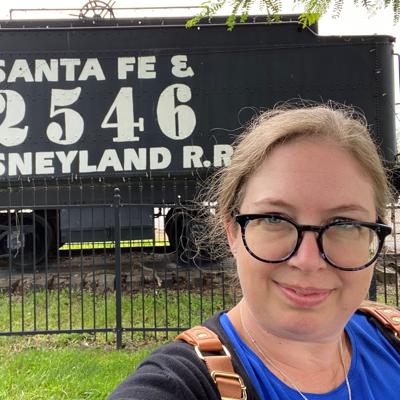 SANTA FE &
2546
SNEYLAND R.R.